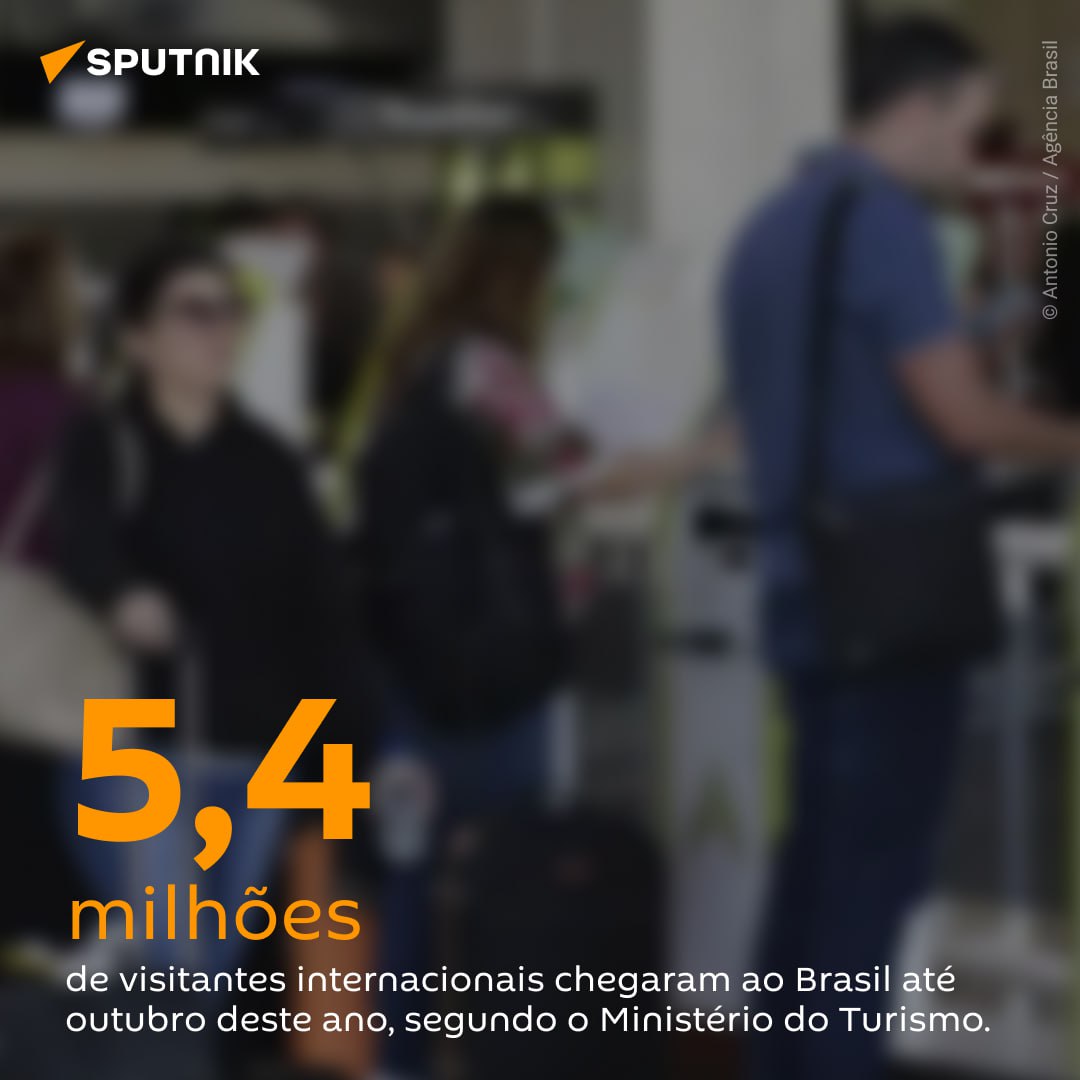 SPUTNIK
© Antonio Cruz / Agência Brasil
5,4
milhões
de visitantes internacionais chegaram ao Brasil até
outubro deste ano, segundo o Ministério do Turismo.